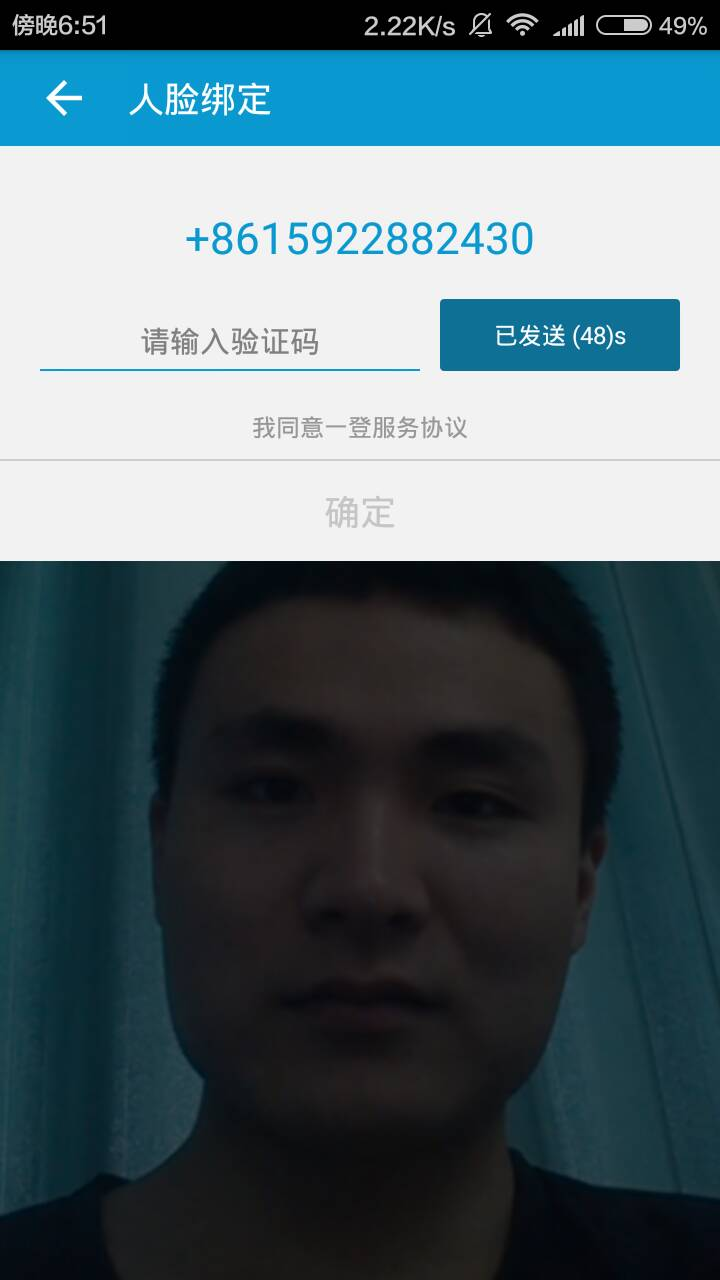 傍晚6:51 2.22K/s 49%
人脸绑定
+8615922882430
请输入验证码
已发送 (48)s
我同意一登服务协议
确定